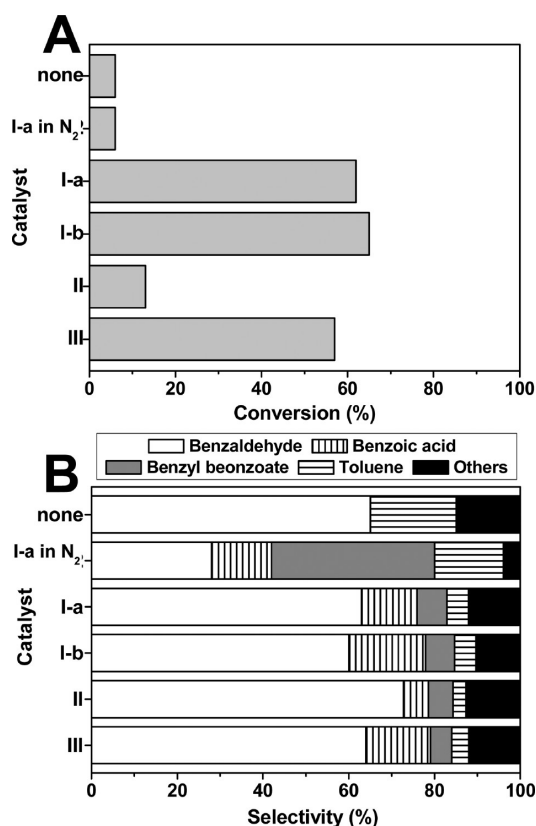 A
none
I-a in N2
I-a
I-b
II
III
Catalyst
0 20 40 60 80 100
Conversion (%)
B
Benzaldehyde Benzoic acid
Benzyl beonzoate Toluene Others
none
I-a in N2
I-a
I-b
II
III
Catalyst
0 20 40 60 80 100
Selectivity (%)